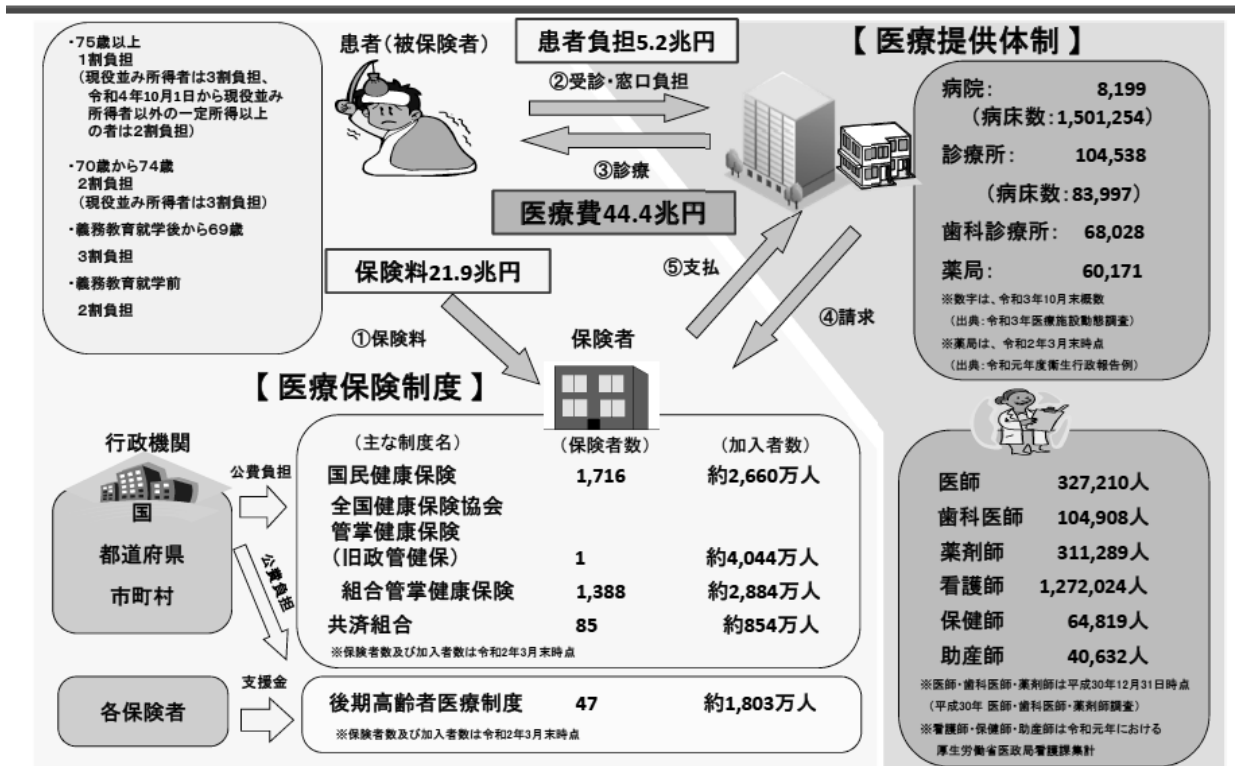 ・75歳以上
1割負担
(現役並み所得者は3割負担、
令和4年10月1日から現役並み
所得者以外の一定所得以上
の者は2割負担)
・70歳から74歳
2割負担
(現役並み所得者は3割負担)
・義務教育就学後から69歳
3割負担
・義務教育就学前
2割負担
患者(被保険者)
患者負担5.2兆円
②受診・窓口負担
③診療
医療費44.4兆円
保険料21.9兆円
①保険料
⑤支払
④請求
保険者
【 医療提供体制 】
病院: 8,199
(病床数:1,501,254)
診療所: 104,538
(病床数:83,997)
歯科診療所: 68,028
薬局: 60,171
※数字は、令和3年10月末概数
(出典:令和3年医療施設動態調査)
※薬局は、令和2年3月末時点
(出典:令和元年度衛生行政報告例)
【 医療保険制度 】
行政機関
国
都道府県
市町村
公費負担
公費負担
(主な制度名) (保険者数) (加入者数)
国民健康保険 1,716 約2,660万人
全国健康保険協会
管掌健康保険
(旧政管健保) 1 約4,044万人
組合管掌健康保険 1,388 約2,884万人
共済組合 85 約854万人
※保険者数及び加入者数は令和2年3月末時点
各保険者
支援金
後期高齢者医療制度 47 約1,803万人
※保険者数及び加入者数は令和2年3月末時点
医師 327,210人
歯科医師 104,908人
薬剤師 311,289人
看護師 1,272,024人
保健師 64,819人
助産師 40,632人
※医師・歯科医師・薬剤師は平成30年12月31日時点
(平成30年 医師・歯科医師・薬剤師調査)
※看護師・保健師・助産師は令和元年における
厚生労働省医政局看護課集計